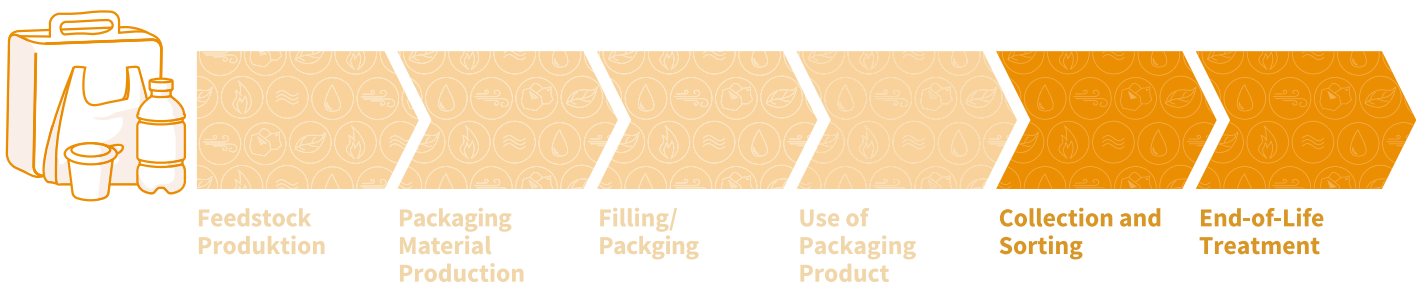 Feedstock
Produktion
Packaging
Material
Production
Filling/
Packging
Use of
Packaging
Product
Collection and
Sorting
End-of-Life
Treatment